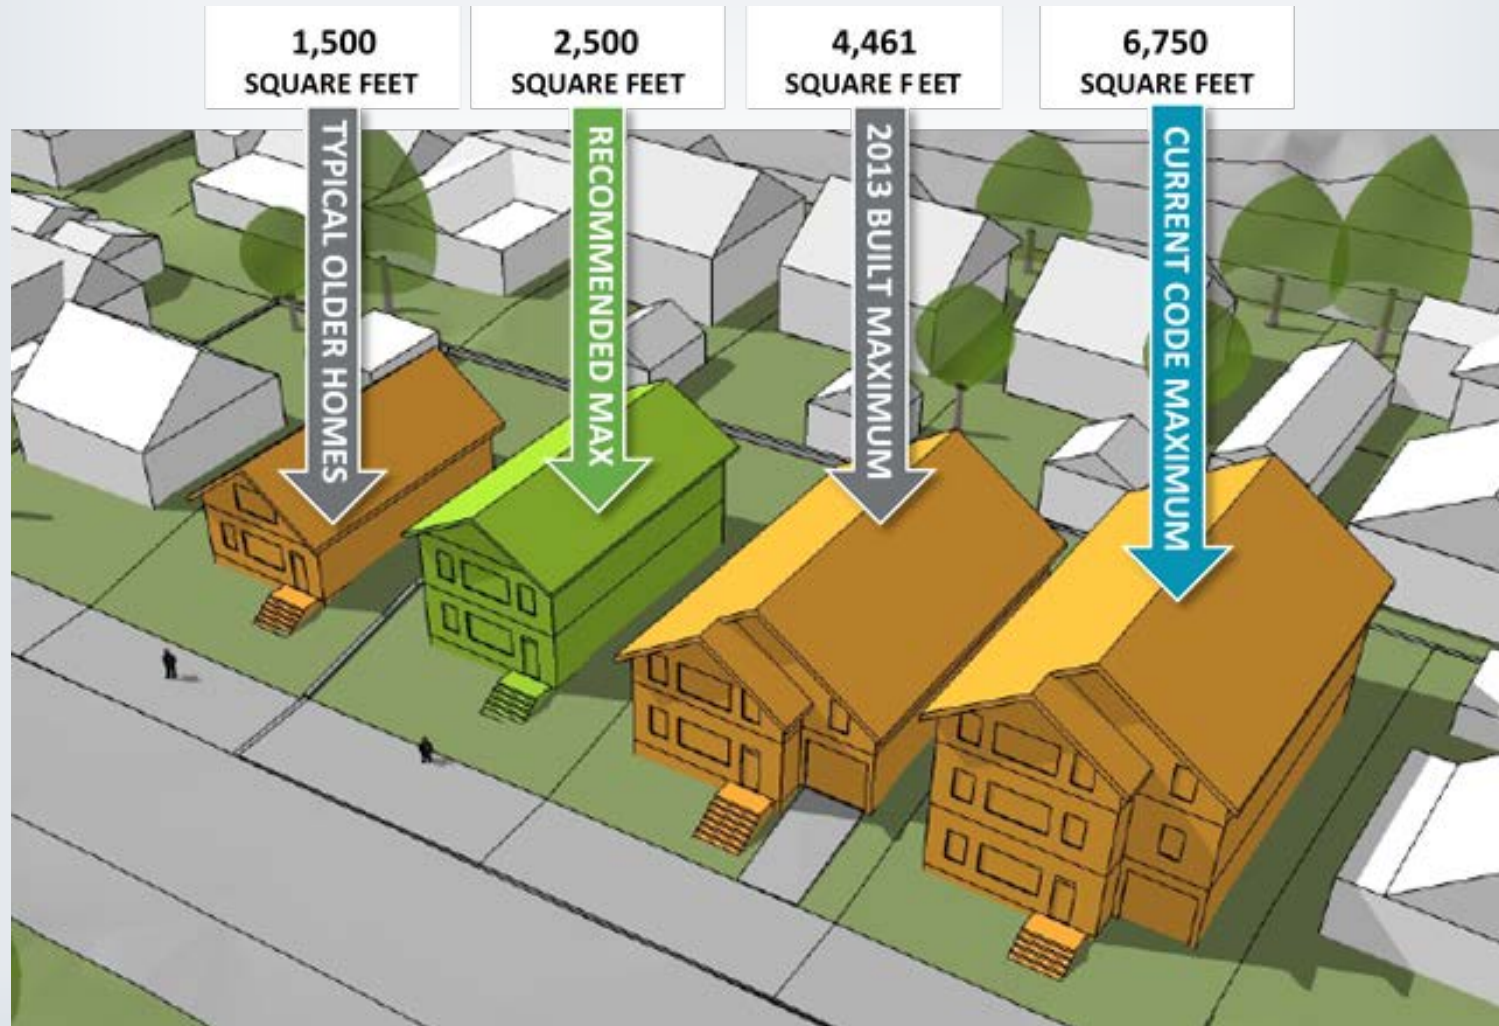 1,500
SQUARE FEET
2,500
SQUARE FEET
4,461
SQUARE FEET
6,750
SQUARE FEET
TYPICAL OLDER HOMES
RECOMMENDED MAX
2013 BUILT MAXIMUM
CURRENT CODE MAXIMUM